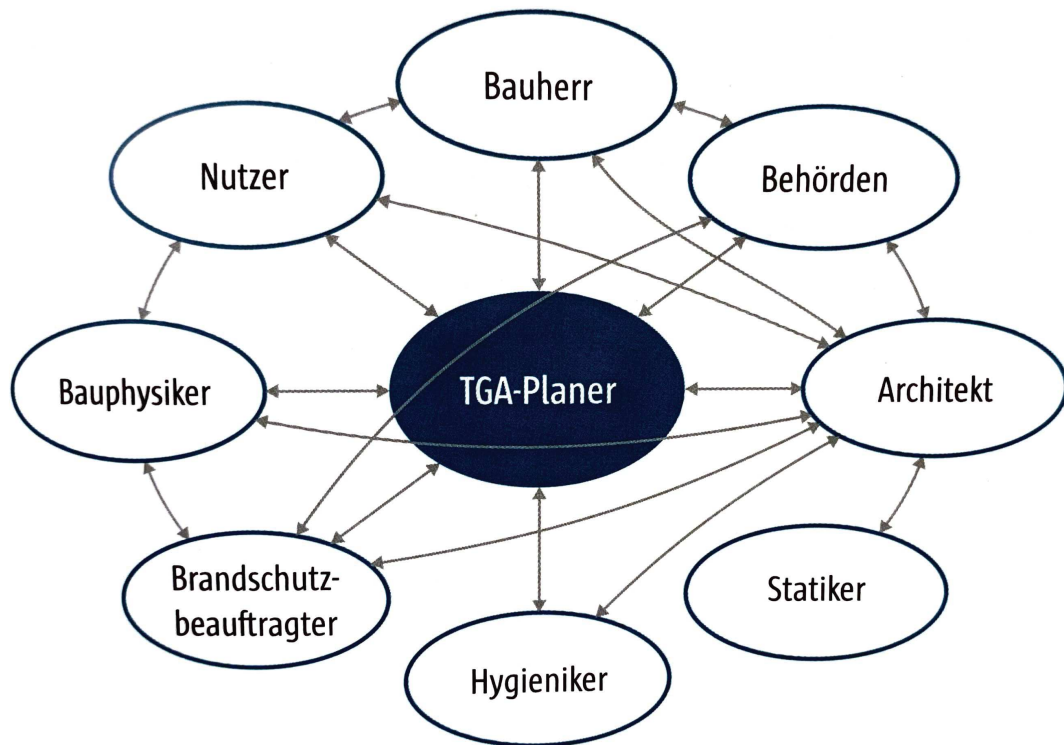 Bauherr
Nutzer
Behörden
Bauphysiker
TGA-Planer
Architekt
Brandschutz-
beauftragter
Statiker
Hygieniker